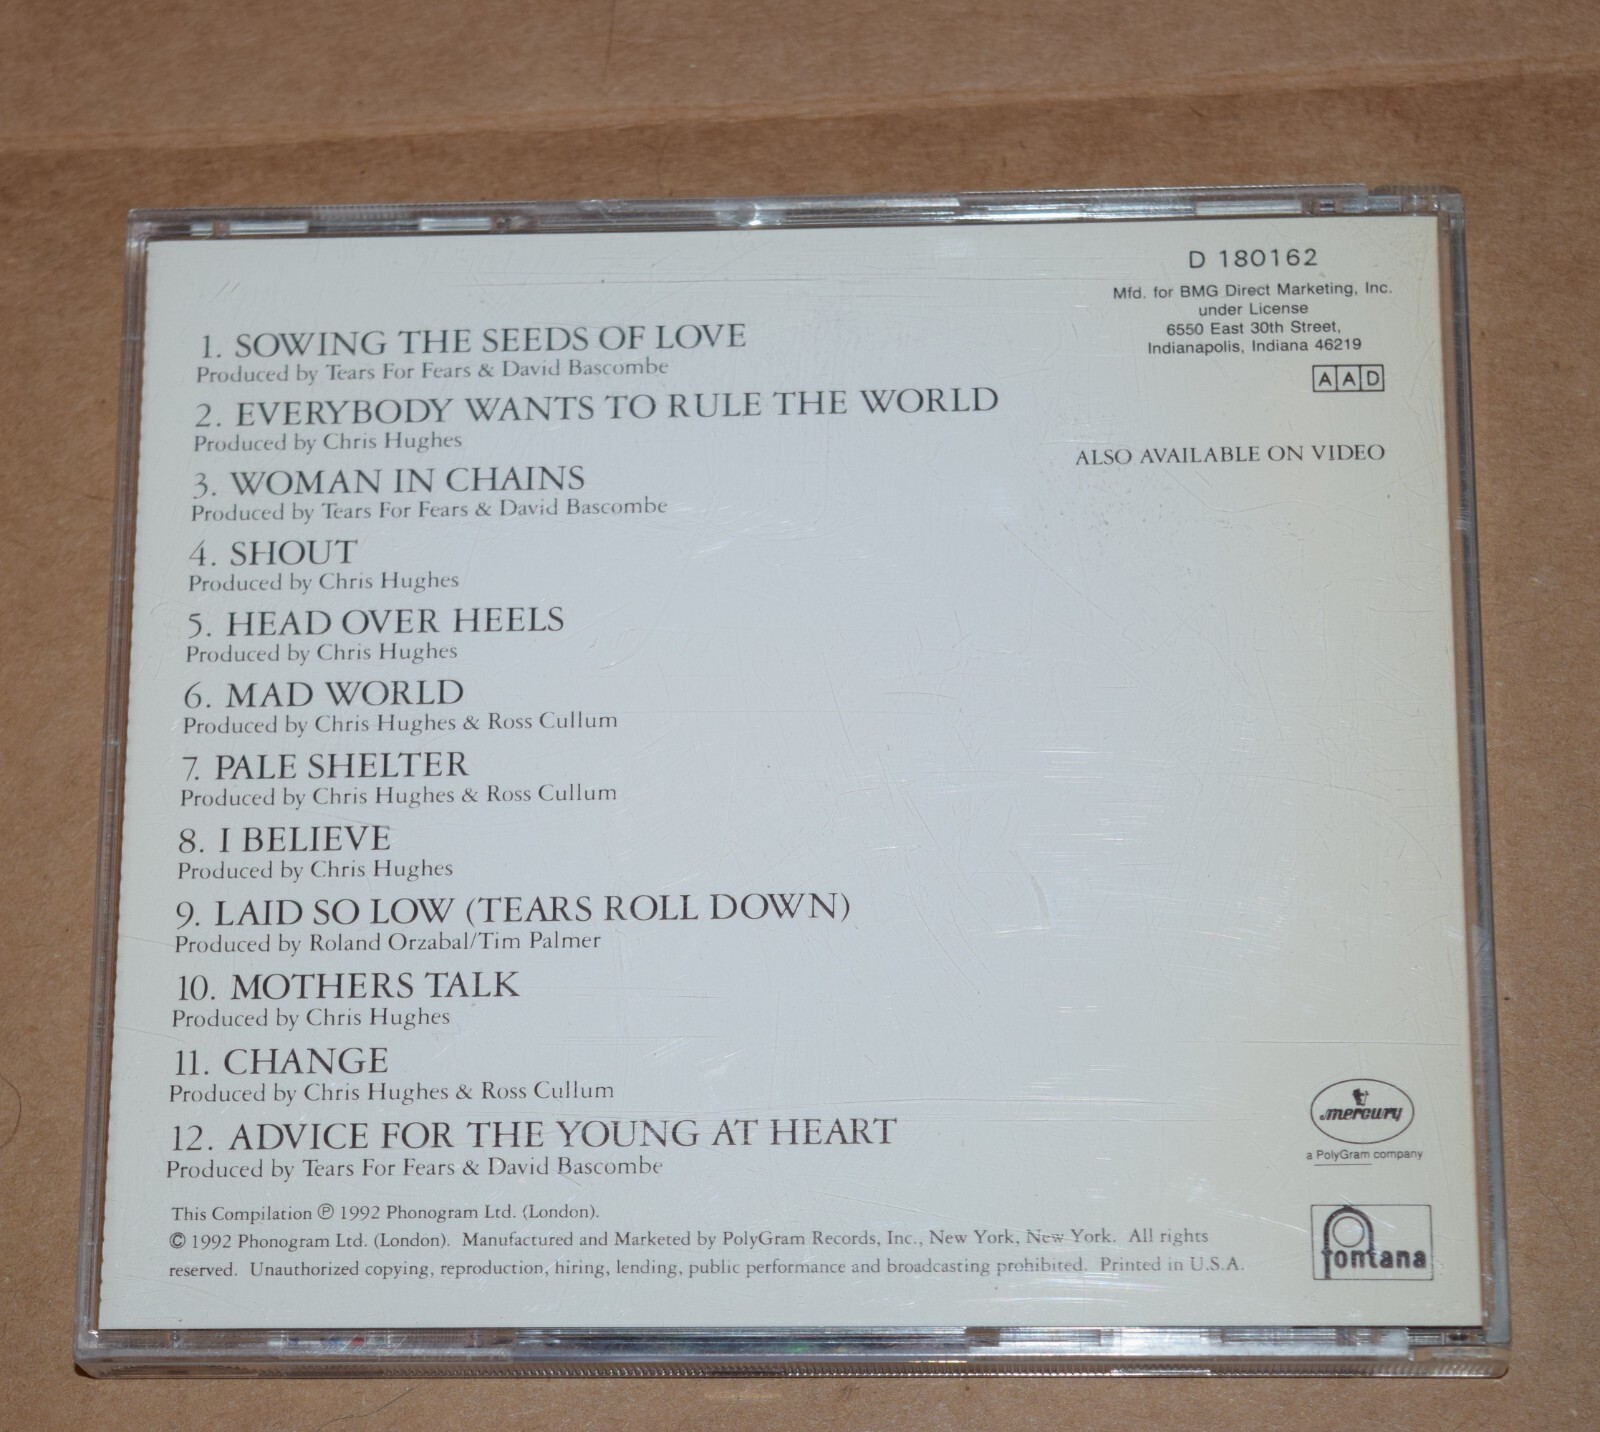 D 180162
Mfd. for BMG Direct Marketing, Inc.
under License
6550 East 30th Street,
Indianapolis, Indiana 46219
AAD
ALSO AVAILABLE ON VIDEO
1. SOWING THE SEEDS OF LOVE
Produced by Tears For Fears & David Bascombe
2. EVERYBODY WANTS TO RULE THE WORLD
Produced by Chris Hughes
3. WOMAN IN CHAINS
Produced by Tears For Fears & David Bascombe
4. SHOUT
Produced by Chris Hughes
5. HEAD OVER HEELS
Produced by Chris Hughes
6. MAD WORLD
Produced by Chris Hughes & Ross Cullum
7. PALE SHELTER
Produced by Chris Hughes & Ross Cullum
8. I BELIEVE
Produced by Chris Hughes
9. LAID SO LOW (TEARS ROLL DOWN)
Produced by Roland Orzabal/Tim Palmer
10. MOTHERS TALK
Produced by Chris Hughes
11. CHANGE
Produced by Chris Hughes & Ross Cullum
12. ADVICE FOR THE YOUNG AT HEART
Produced by Tears For Fears & David Bascombe
This Compilation ℗ 1992 Phonogram Ltd. (London).
© 1992 Phonogram Ltd. (London). Manufactured and Marketed by PolyGram Records, Inc., New York, New York. All rights
reserved. Unauthorized copying, reproduction, hiring, lending, public performance and broadcasting prohibited. Printed in U.S.A.
mercury
a PolyGram company
fontana